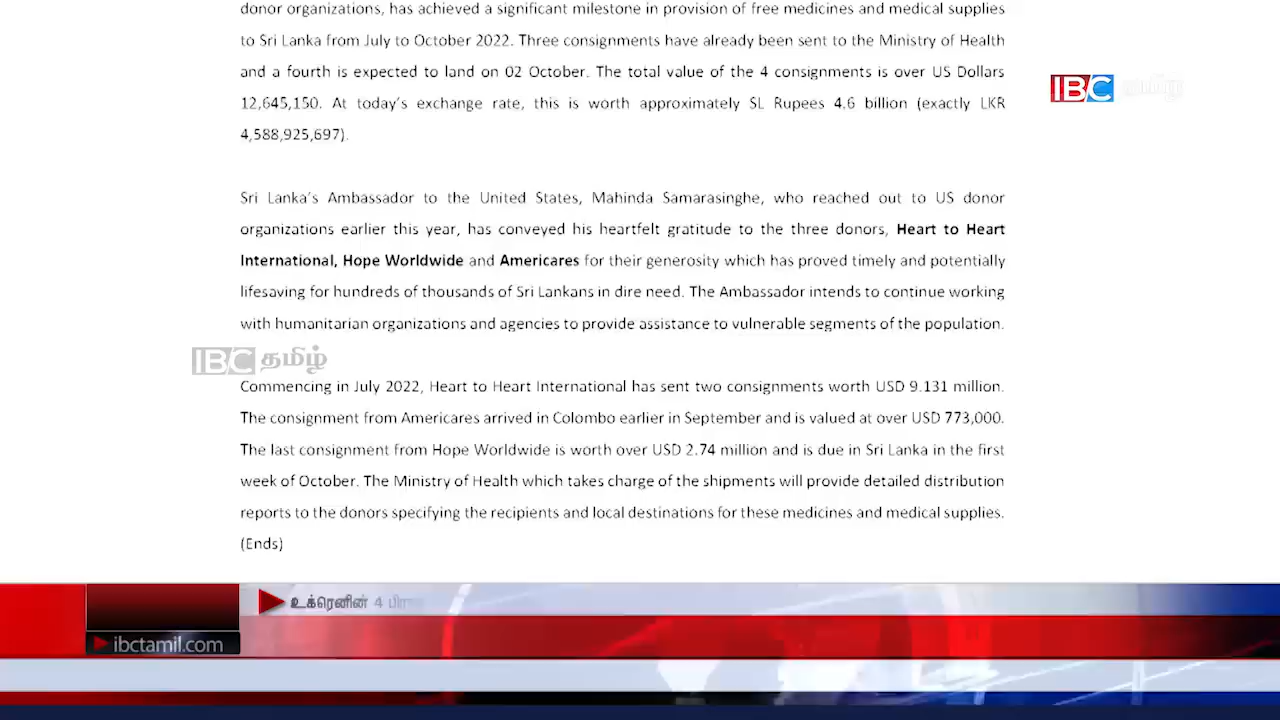 donor organizations, has achieved a significant milestone in provision of free medicines and medical supplies
to Sri Lanka from July to October 2022. Three consignments have already been sent to the Ministry of Health
and a fourth is expected to land on 02 October. The total value of the 4 consignments is over US Dollars
12,645,150. At today's exchange rate, this is worth approximately SL Rupees 4.6 billion (exactly LKR
4,588,925,697).
IBC தமிழ்
Sri Lanka's Ambassador to the United States, Mahinda Samarasinghe, who reached out to US donor
organizations earlier this year, has conveyed his heartfelt gratitude to the three donors, Heart to Heart
International, Hope Worldwide and Americares for their generosity which has proved timely and potentially
lifesaving for hundreds of thousands of Sri Lankans in dire need. The Ambassador intends to continue working
with humanitarian organizations and agencies to provide assistance to vulnerable segments of the population.
IBC தமிழ்
Commencing in July 2022, Heart to Heart International has sent two consignments worth USD 9.131 million.
The consignment from Americares arrived in Colombo earlier in September and is valued at over USD 773,000.
The last consignment from Hope Worldwide is worth over USD 2.74 million and is due in Sri Lanka in the first
week of October. The Ministry of Health which takes charge of the shipments will provide detailed distribution
reports to the donors specifying the recipients and local destinations for these medicines and medical supplies.
(Ends)
உக்ரெனின் 4
ibctamil.com